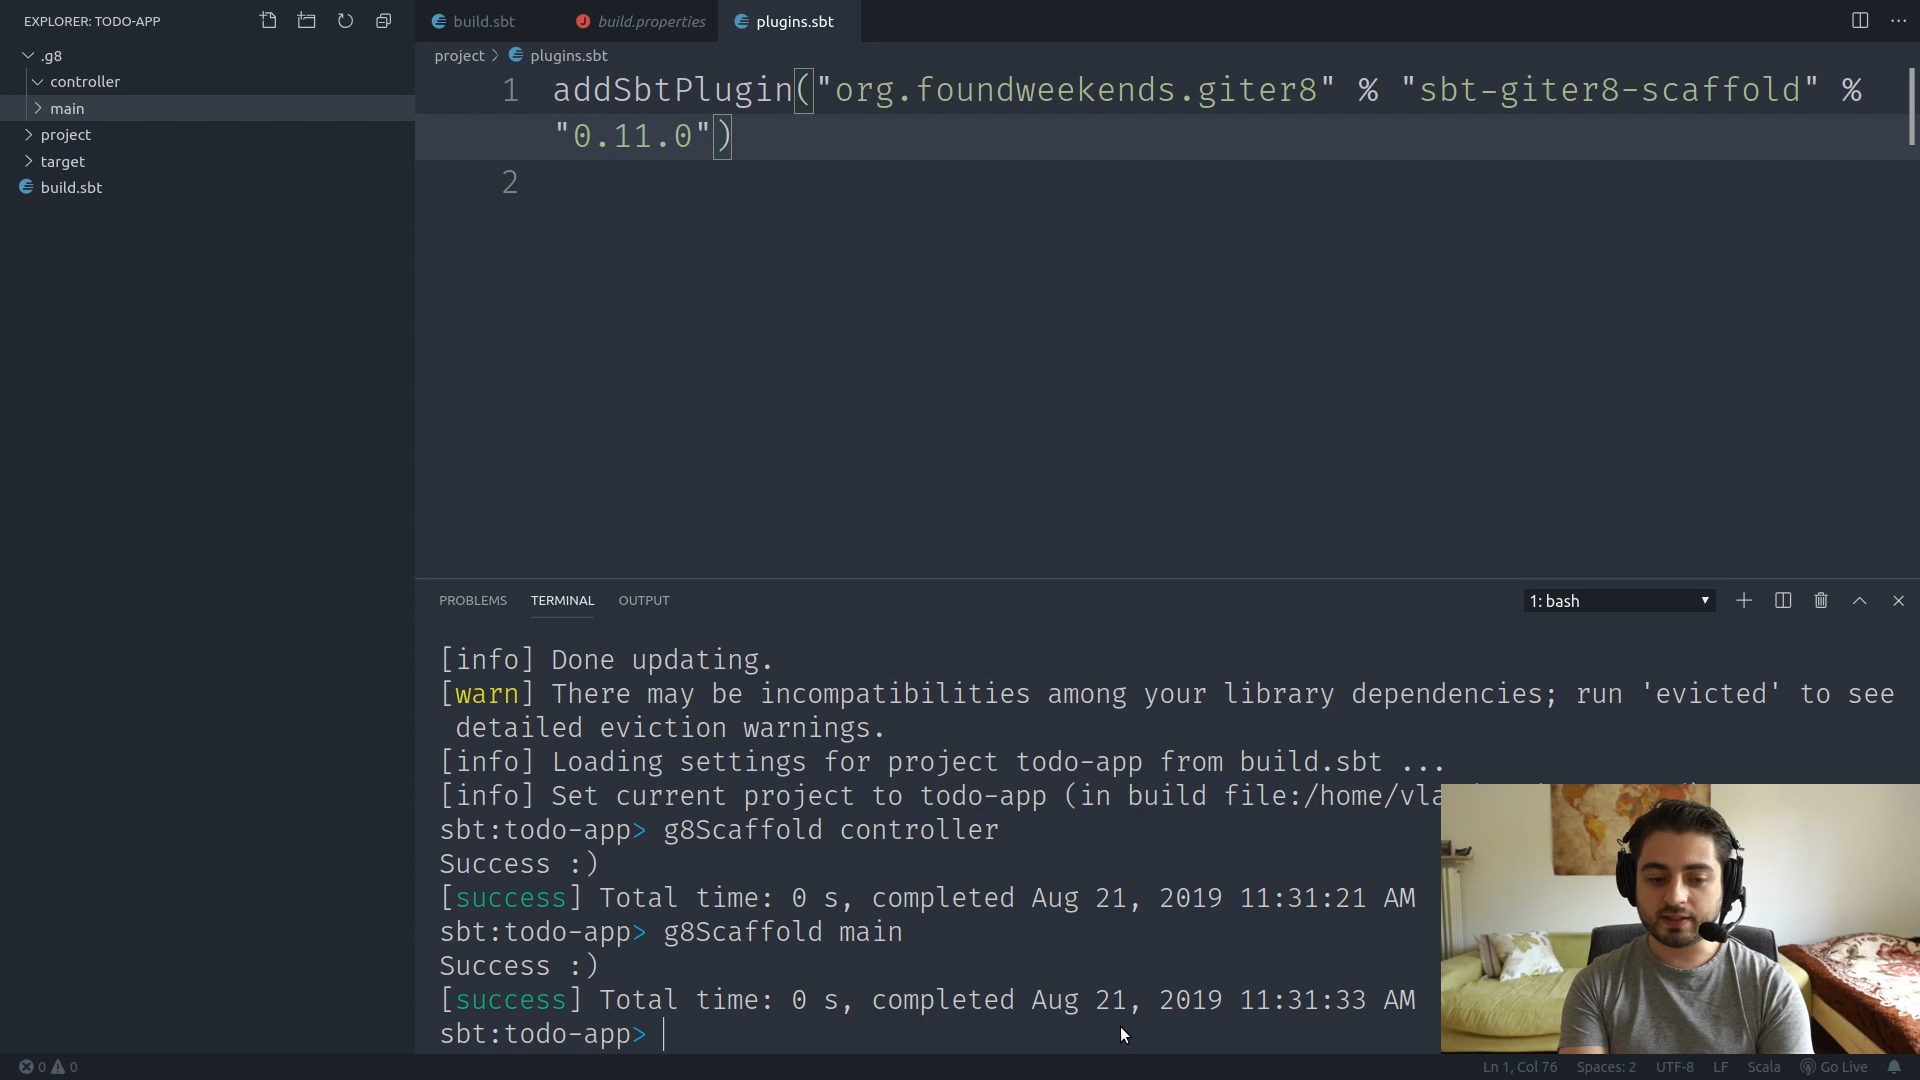 EXPLORER: TODO-APP
.g8
controller
main
project
target
build.sbt
build.sbt
build.properties
plugins.sbt
project > plugins.sbt
1 addSbtPlugin("org.foundweekends.giter8" % "sbt-giter8-scaffold" %
"0.11.0")
2
PROBLEMS TERMINAL OUTPUT
1: bash
[info] Done updating.
[warn] There may be incompatibilities among your library dependencies; run 'evicted' to see
detailed eviction warnings.
[info] Loading settings for project todo-app from build.sbt ...
[info] Set current project to todo-app (in build file:/home/vla
sbt:todo-app> g8Scaffold controller
Success :)
[success] Total time: 0 s, completed Aug 21, 2019 11:31:21 AM
sbt:todo-app> g8Scaffold main
Success :)
[success] Total time: 0 s, completed Aug 21, 2019 11:31:33 AM
sbt:todo-app>
0 0
Ln 1, Col 76 Spaces: 2 UTF-8 LF Scala Go Live